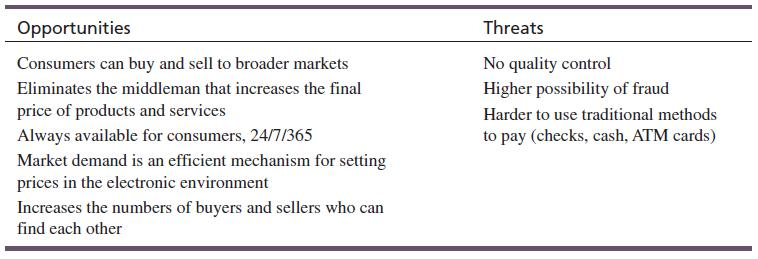 Opportunities
Threats
Consumers can buy and sell to broader markets
Eliminates the middleman that increases the final
price of products and services
Always available for consumers, 24/7/365
Market demand is an efficient mechanism for setting
prices in the electronic environment
Increases the numbers of buyers and sellers who can
find each other
No quality control
Higher possibility of fraud
Harder to use traditional methods
to pay (checks, cash, ATM cards)